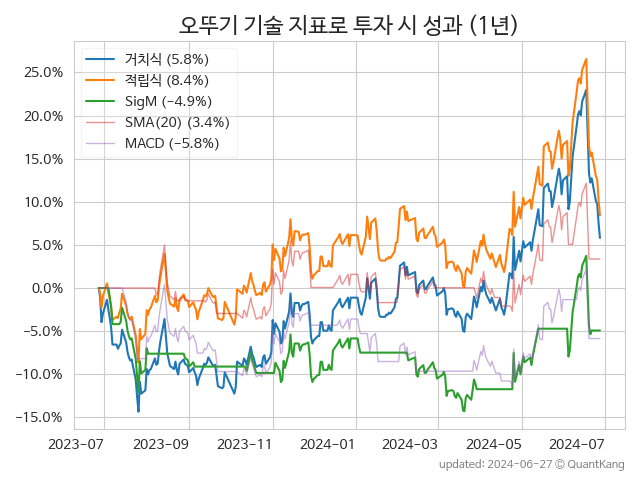 오뚜기 기술 지표로 투자 시 성과 (1년)
거치식 (5.8%)
적립식 (8.4%)
SigM (−4.9%)
SMA(20) (3.4%)
MACD (−5.8%)
25.0%
20.0%
15.0%
10.0%
5.0%
0.0%
−5.0%
−10.0%
−15.0%
2023-07 2023-09 2023-11 2024-01 2024-03 2024-05 2024-07
updated: 2024-06-27 © QuantKang